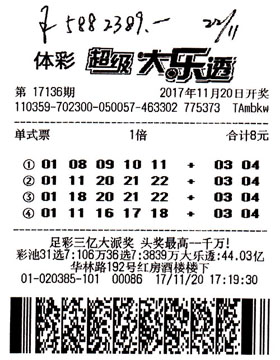 ￥5882389.— 22/11
体彩 超级大乐透
第 17136期 2017年11月20日开奖
110359-702300-050057-463302 775373 TAmbkw
单式票 1倍 合计8元
① 01 08 09 10 11 + 03 04
② 01 11 20 21 22 + 03 04
③ 01 18 20 21 22 + 03 04
④ 01 11 16 17 18 + 03 04
足彩三亿大派奖 头奖最高一千万!
彩池31选7:106万36选7:3839万大乐透:44.03亿
华林路192号红房酒楼楼下
01-020385-101 00086 17/11/20 17:19:30